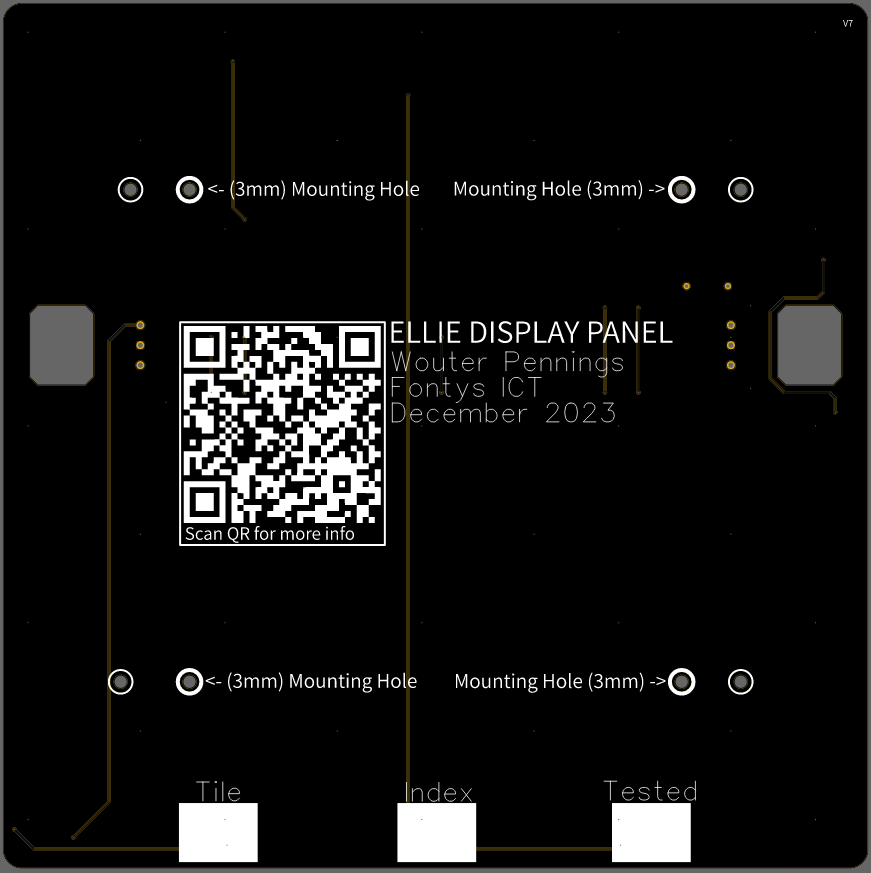 V7
<- (3mm) Mounting Hole
Mounting Hole (3mm) ->
ELLIE DISPLAY PANEL
Wouter Pennings
Fontys ICT
December 2023
Scan QR for more info
<- (3mm) Mounting Hole
Mounting Hole (3mm) ->
Tile
Index
Tested